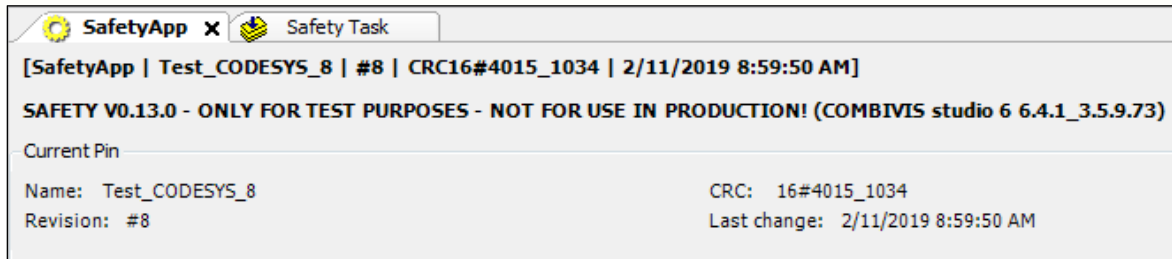 SafetyApp x Safety Task
[SafetyApp | Test_CODESYS_8 | #8 | CRC16#4015_1034 | 2/11/2019 8:59:50 AM]
SAFETY V0.13.0 - ONLY FOR TEST PURPOSES - NOT FOR USE IN PRODUCTION! (COMBIVIS studio 6 6.4.1_3.5.9.73)
Current Pin
Name: Test_CODESYS_8 CRC: 16#4015_1034
Revision: #8 Last change: 2/11/2019 8:59:50 AM